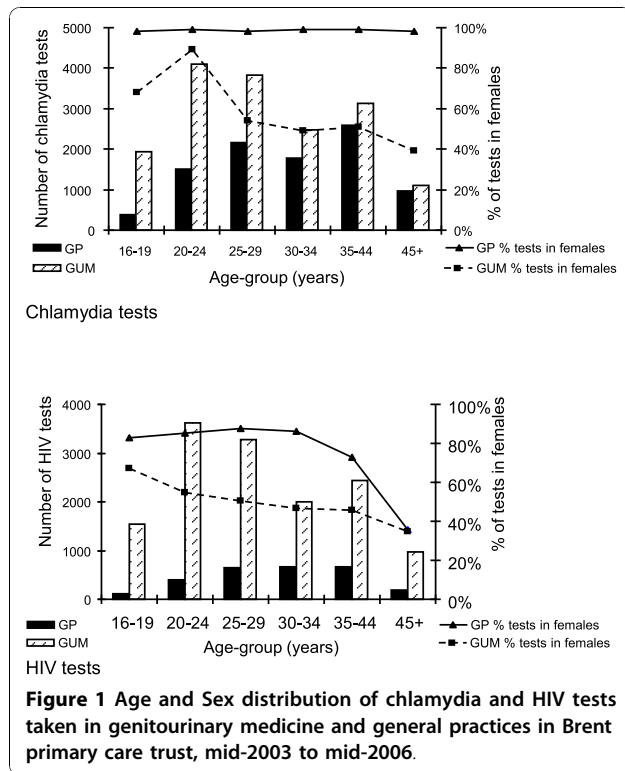 5000
4000
3000
2000
1000
0
Number of chlamydia tests
100%
80%
60%
40%
20%
0%
% of tests in females
16-19 20-24 25-29 30-34 35-44 45+
GP
GUM
Age-group (years)
GP % tests in females
GUM % tests in females
Chlamydia tests
4000
3000
2000
1000
0
Number of HIV tests
100%
80%
60%
40%
20%
0%
% of tests in females
16-19 20-24 25-29 30-34 35-44 45+
GP
GUM
Age-group (years)
GP % tests in females
GUM % tests in females
HIV tests
Figure 1 Age and Sex distribution of chlamydia and HIV tests
taken in genitourinary medicine and general practices in Brent
primary care trust, mid-2003 to mid-2006.